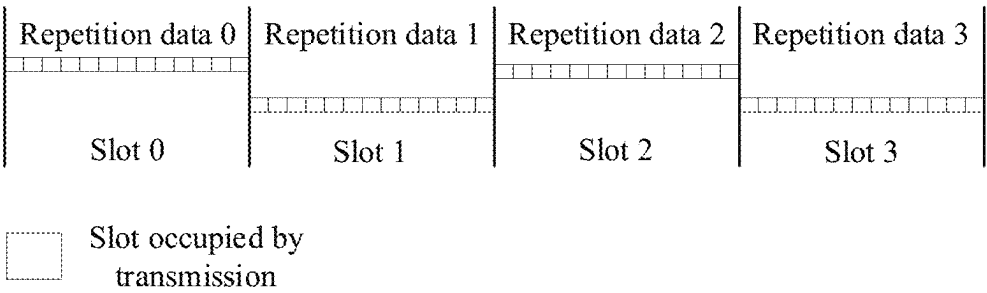 Repetition data 0 Repetition data 1 Repetition data 2 Repetition data 3
Slot 0 Slot 1 Slot 2 Slot 3
Slot occupied by
transmission